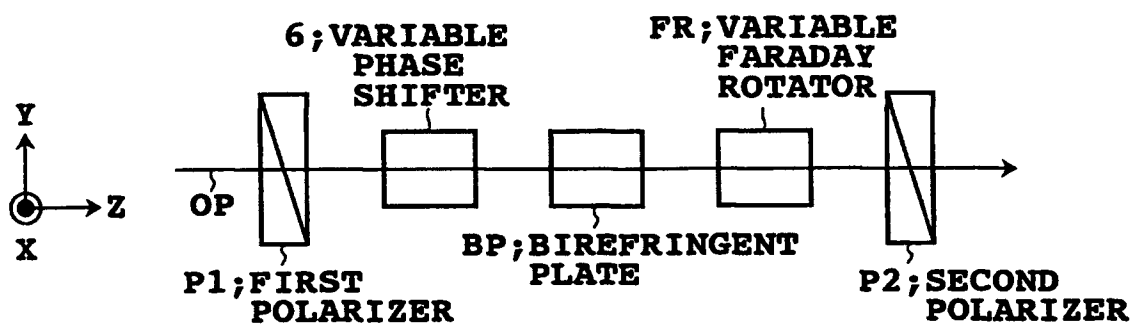 6;VARIABLE
PHASE
SHIFTER
FR;VARIABLE
FARADAY
ROTATOR
Y
Z
X
OP
P1;FIRST
POLARIZER
BP;BIREFRINGENT
PLATE
P2;SECOND
POLARIZER